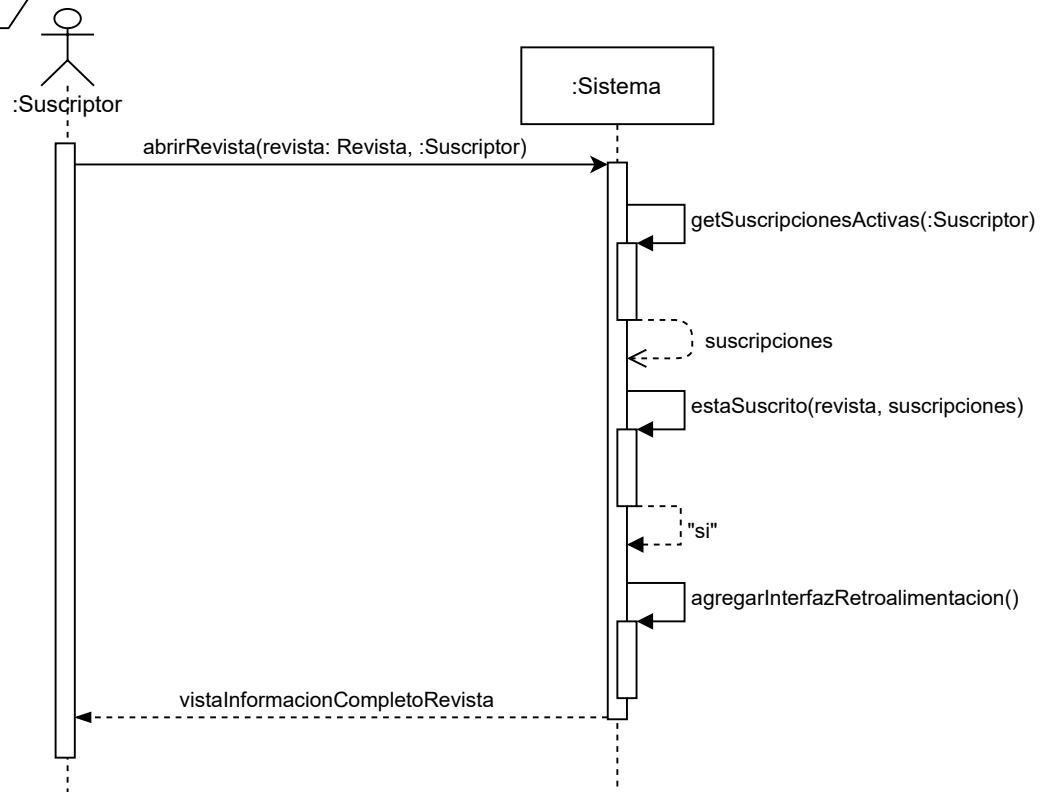 :Suscriptor
:Sistema
abrirRevista(revista: Revista, :Suscriptor)
getSuscripcionesActivas(:Suscriptor)
suscripciones
estaSuscrito(revista, suscripciones)
"si"
agregarInterfazRetroalimentacion()
vistaInformacionCompletoRevista